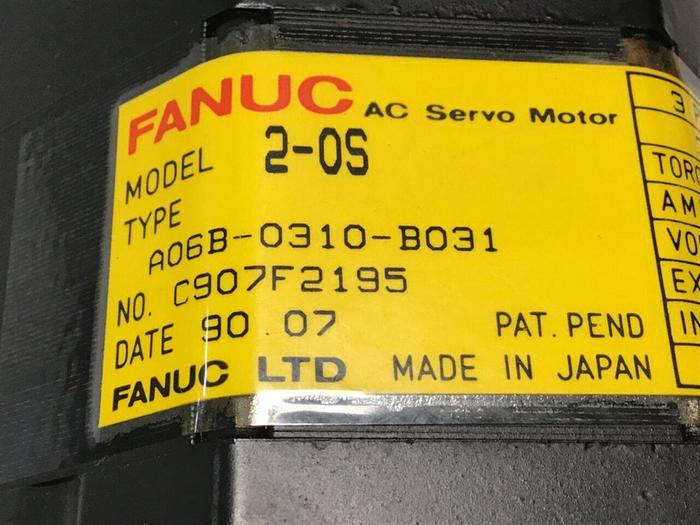 FANUC AC Servo Motor
MODEL 2-0S
TYPE
A06B-0310-B031
NO. C907F2195
DATE 90.07 PAT. PEND
FANUC LTD MADE IN JAPAN
3